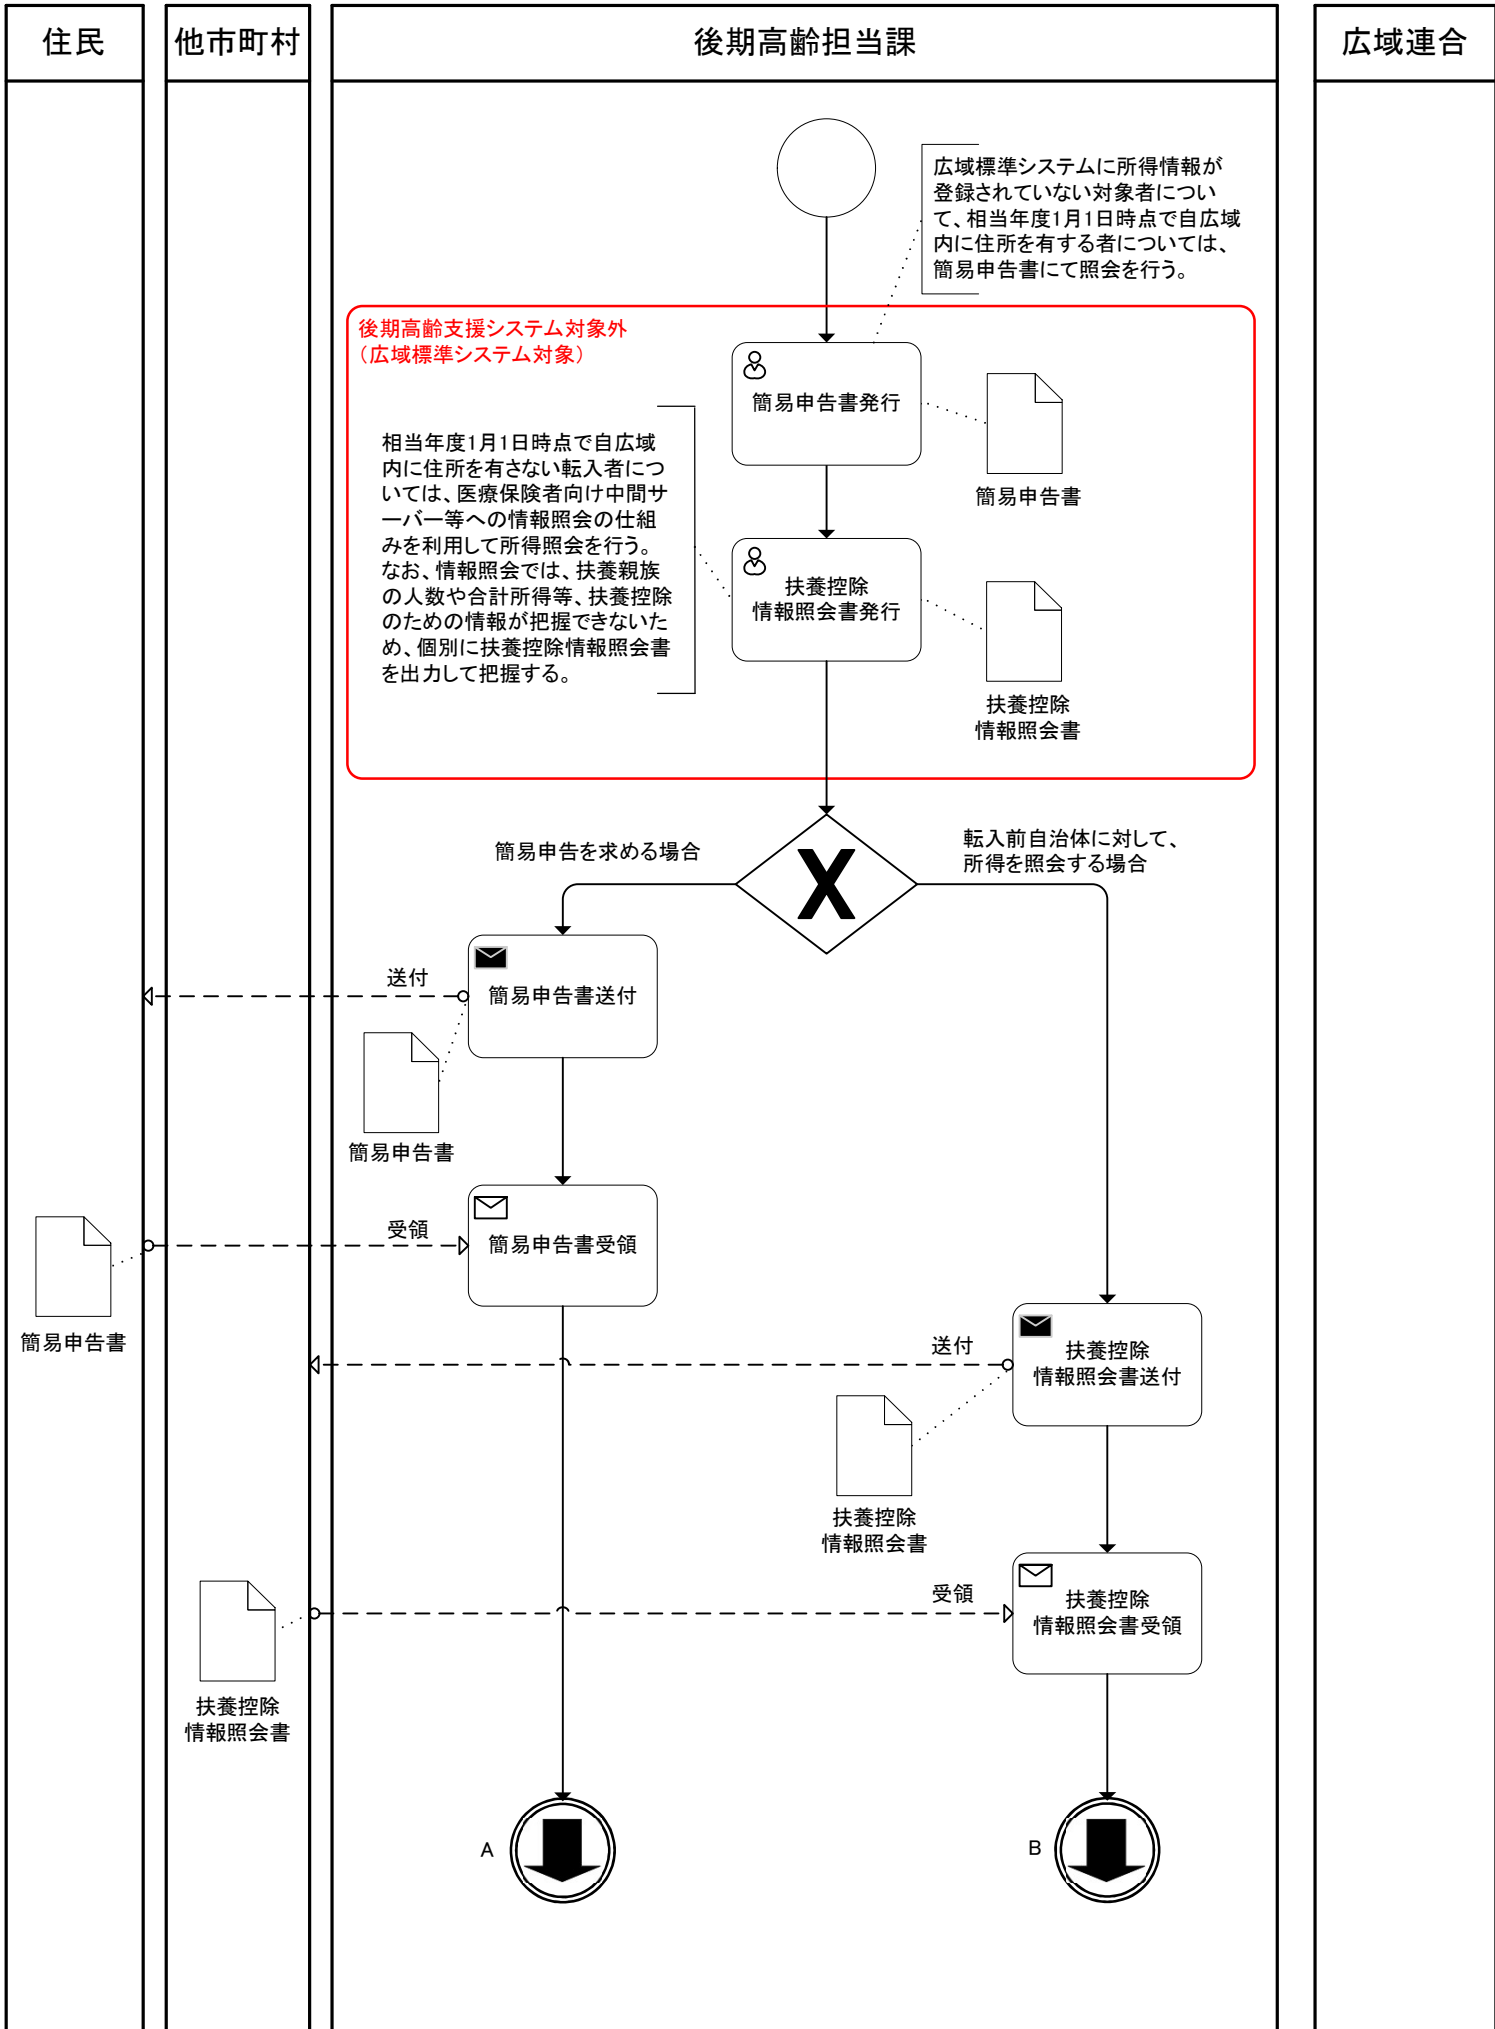 住民
他市町村
後期高齢担当課
広域連合
広域標準システムに所得情報が
登録されていない対象者につい
て、相当年度1月1日時点で自広域
内に住所を有する者については、
簡易申告書にて照会を行う。
後期高齢支援システム対象外
（広域標準システム対象）
簡易申告書発行
簡易申告書
相当年度1月1日時点で自広域
内に住所を有さない転入者につ
いては、医療保険者向け中間サ
ーバー等への情報照会の仕組
みを利用して所得照会を行う。
なお、情報照会では、扶養親族
の人数や合計所得等、扶養控除
のための情報が把握できないた
め、個別に扶養控除情報照会書
を出力して把握する。
扶養控除
情報照会書発行
扶養控除
情報照会書
簡易申告を求める場合
転入前自治体に対して、
所得を照会する場合
X
送付
簡易申告書送付
簡易申告書
受領
簡易申告書受領
簡易申告書
送付
扶養控除
情報照会書送付
扶養控除
情報照会書
受領
扶養控除
情報照会書受領
扶養控除
情報照会書
A
B